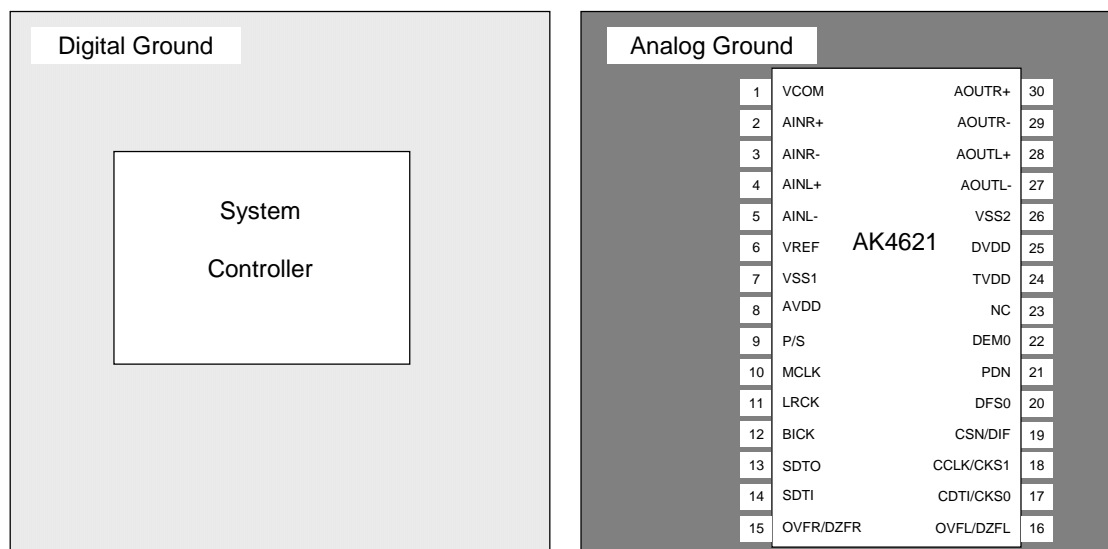 Digital Ground
System
Controller
Analog Ground
AK4621
1 VCOM
2 AINR+
3 AINR-
4 AINL+
5 AINL-
6 VREF
7 VSS1
8 AVDD
9 P/S
10 MCLK
11 LRCK
12 BICK
13 SDTO
14 SDTI
15 OVFR/DZFR
AOUTR+ 30
AOUTR- 29
AOUTL+ 28
AOUTL- 27
VSS2 26
DVDD 25
TVDD 24
NC 23
DEM0 22
PDN 21
DFS0 20
CSN/DIF 19
CCLK/CKS1 18
CDTI/CKS0 17
OVFL/DZFL 16